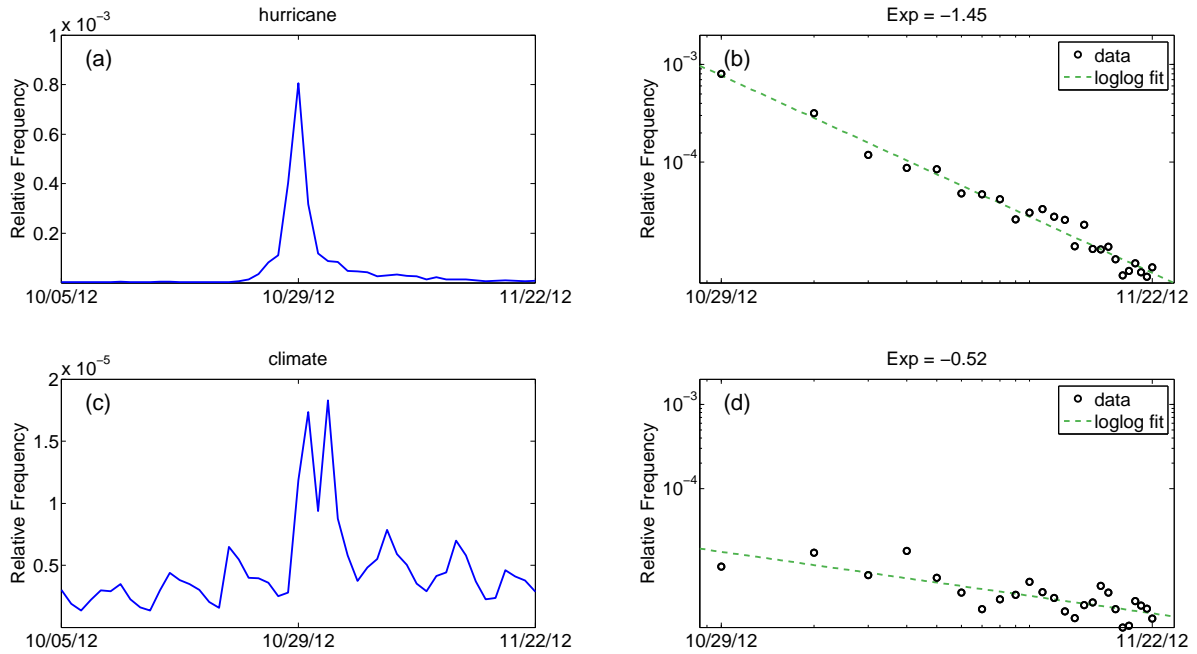 hurricane
x 10⁻³
(a)
Relative Frequency
1
0.8
0.6
0.4
0.2
10/05/12 10/29/12 11/22/12
Exp = −1.45
(b)
data
loglog fit
Relative Frequency
10⁻³
10⁻⁴
10/29/12 11/22/12
climate
x 10⁻⁵
(c)
Relative Frequency
2
1.5
1
0.5
10/05/12 10/29/12 11/22/12
Exp = −0.52
(d)
data
loglog fit
Relative Frequency
10⁻³
10⁻⁴
10/29/12 11/22/12